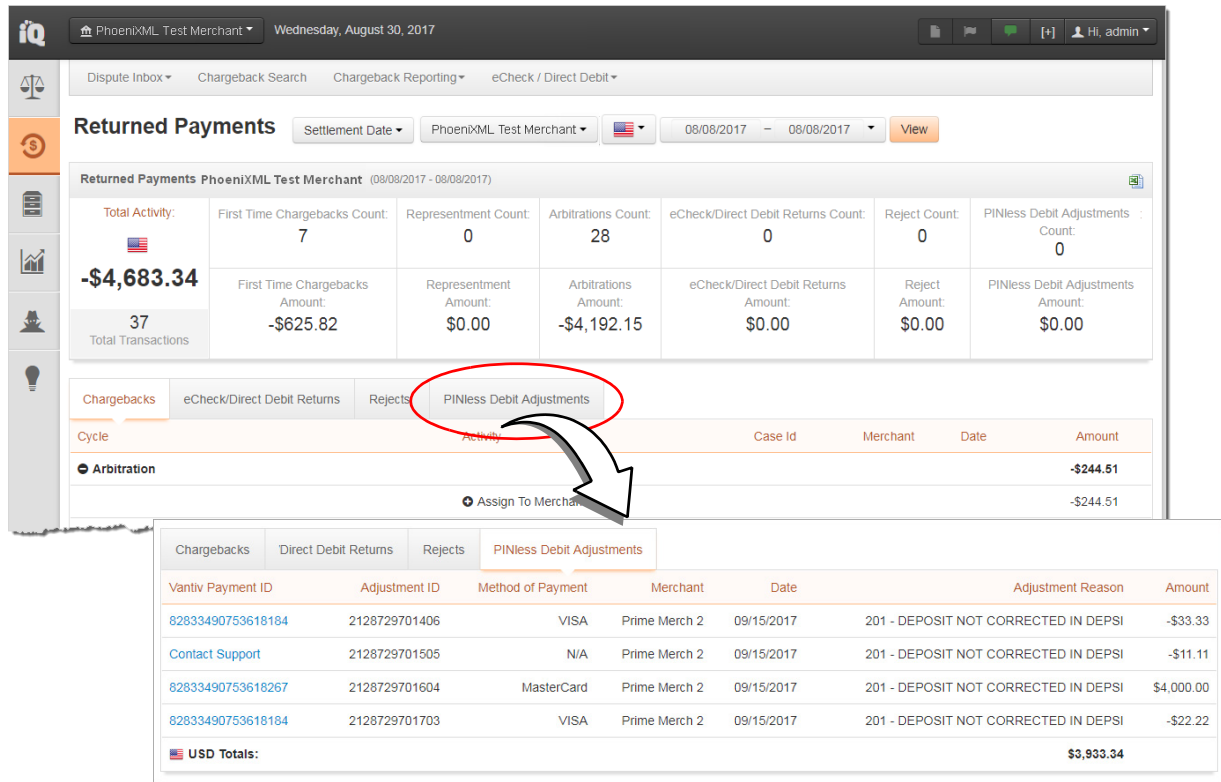 iQ
PhoeniXML Test Merchant
Wednesday, August 30, 2017
[+]
Hi, admin
Dispute Inbox
Chargeback Search
Chargeback Reporting
eCheck / Direct Debit
Returned Payments
Settlement Date
PhoeniXML Test Merchant
08/08/2017 – 08/08/2017
View
Returned Payments PhoeniXML Test Merchant (08/08/2017 - 08/08/2017)
Total Activity:
-$4,683.34
37
Total Transactions
First Time Chargebacks Count:
7
Representment Count:
0
Arbitrations Count:
28
eCheck/Direct Debit Returns Count:
0
Reject Count:
0
PINless Debit Adjustments :
Count:
0
First Time Chargebacks
Amount:
-$625.82
Representment
Amount:
$0.00
Arbitrations
Amount:
-$4,192.15
eCheck/Direct Debit Returns
Amount:
$0.00
Reject
Amount:
$0.00
PINless Debit Adjustments
Amount:
$0.00
Chargebacks eCheck/Direct Debit Returns Rejects PINless Debit Adjustments
Cycle Activity Case Id Merchant Date Amount
Arbitration -$244.51
Assign To Merchan -$244.51
Chargebacks Direct Debit Returns Rejects PINless Debit Adjustments
Vantiv Payment ID Adjustment ID Method of Payment Merchant Date Adjustment Reason Amount
82833490753618184 2128729701406 VISA Prime Merch 2 09/15/2017 201 - DEPOSIT NOT CORRECTED IN DEPSI -$33.33
Contact Support 2128729701505 N/A Prime Merch 2 09/15/2017 201 - DEPOSIT NOT CORRECTED IN DEPSI -$11.11
82833490753618267 2128729701604 MasterCard Prime Merch 2 09/15/2017 201 - DEPOSIT NOT CORRECTED IN DEPSI $4,000.00
82833490753618184 2128729701703 VISA Prime Merch 2 09/15/2017 201 - DEPOSIT NOT CORRECTED IN DEPSI -$22.22
USD Totals: $3,933.34